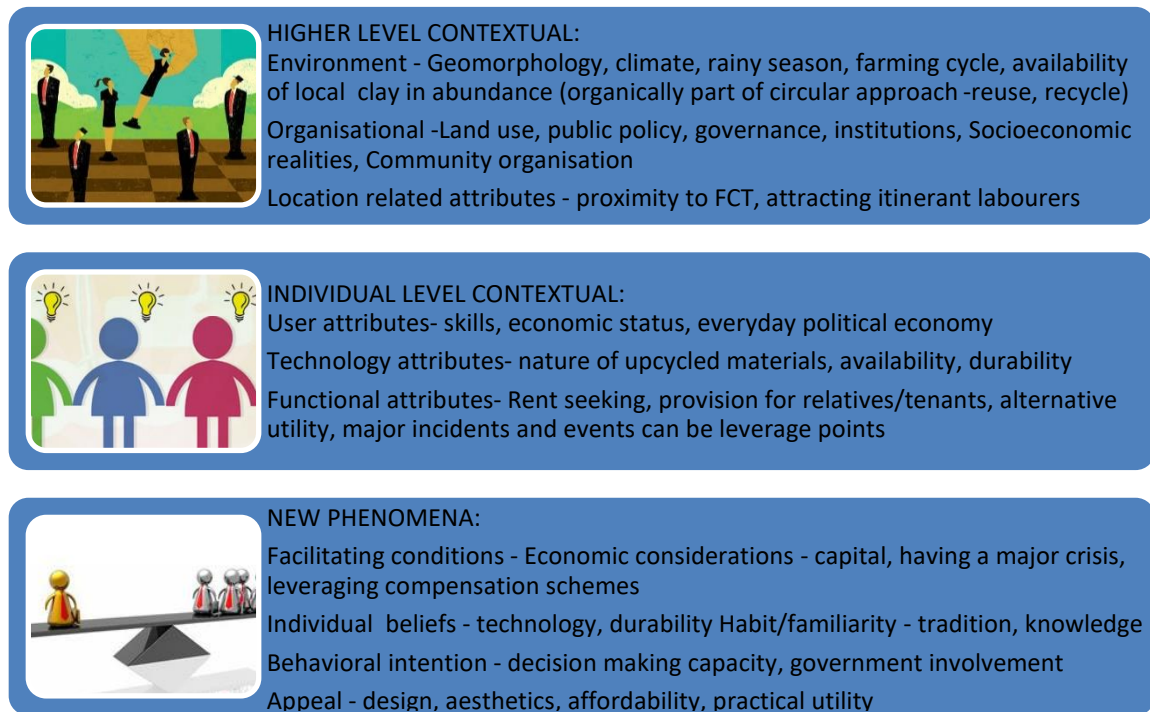 HIGHER LEVEL CONTEXTUAL:
Environment - Geomorphology, climate, rainy season, farming cycle, availability
of local clay in abundance (organically part of circular approach -reuse, recycle)
Organisational -Land use, public policy, governance, institutions, Socioeconomic
realities, Community organisation
Location related attributes - proximity to FCT, attracting itinerant labourers
INDIVIDUAL LEVEL CONTEXTUAL:
User attributes- skills, economic status, everyday political economy
Technology attributes- nature of upcycled materials, availability, durability
Functional attributes- Rent seeking, provision for relatives/tenants, alternative
utility, major incidents and events can be leverage points
NEW PHENOMENA:
Facilitating conditions - Economic considerations - capital, having a major crisis,
leveraging compensation schemes
Individual beliefs - technology, durability Habit/familiarity - tradition, knowledge
Behavioral intention - decision making capacity, government involvement
Appeal - design, aesthetics, affordability, practical utility